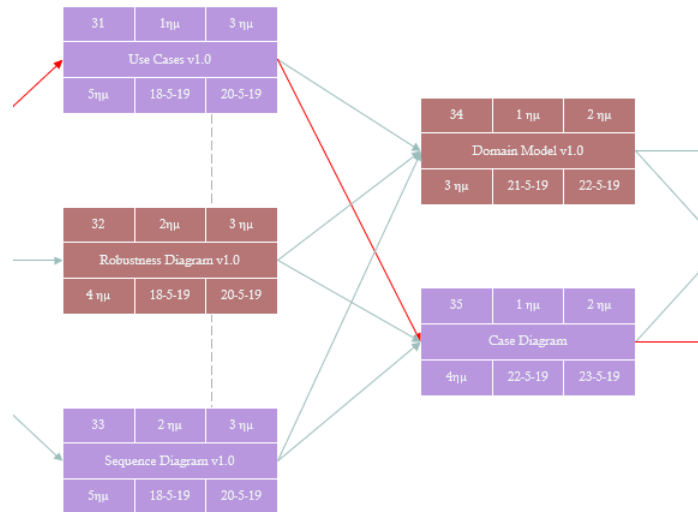 31 1ημ 3 ημ
Use Cases v1.0
5ημ 18-5-19 20-5-19
34 1 ημ 2 ημ
Domain Model v1.0
3 ημ 21-5-19 22-5-19
32 2ημ 3 ημ
Robustness Diagram v1.0
4 ημ 18-5-19 20-5-19
35 1 ημ 2 ημ
Case Diagram
4ημ 22-5-19 23-5-19
33 2 ημ 3 ημ
Sequence Diagram v1.0
5ημ 18-5-19 20-5-19